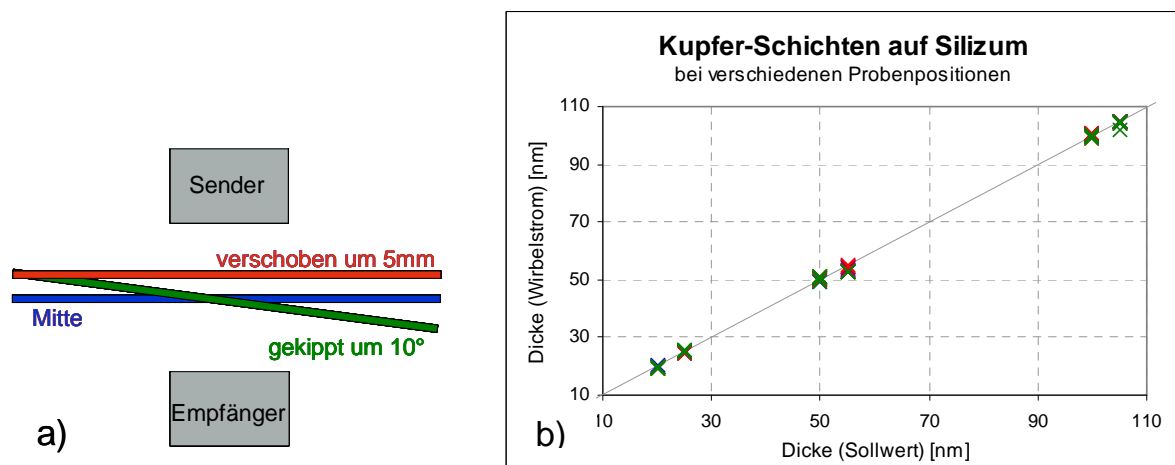 Sender
verschoben um 5mm
Mitte
gekippt um 10°
Empfänger
a)
Kupfer-Schichten auf Silizum
bei verschiedenen Probenpositionen
Dicke (Wirbelstrom) [nm]
110
90
70
50
30
10
10 30 50 70 90 110
Dicke (Sollwert) [nm]
b)